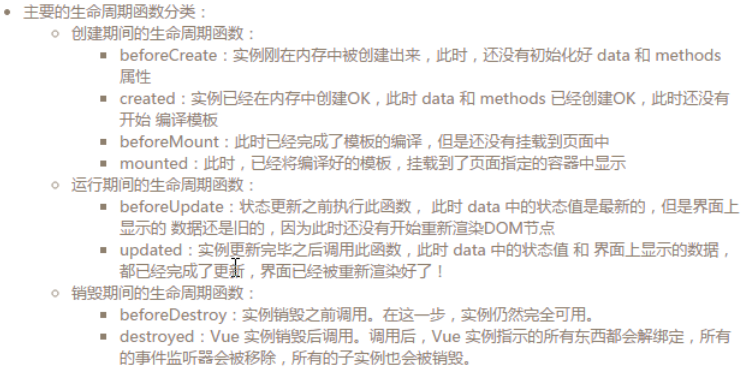 主要的生命周期函数分类：
创建期间的生命周期函数：
beforeCreate：实例刚在内存中被创建出来，此时，还没有初始化好 data 和 methods
属性
created：实例已经在内存中创建OK，此时 data 和 methods 已经创建OK，此时还没有
开始 编译模板
beforeMount：此时已经完成了模板的编译，但是还没有挂载到页面中
mounted：此时，已经将编译好的模板，挂载到了页面指定的容器中显示
运行期间的生命周期函数：
beforeUpdate：状态更新之前执行此函数， 此时 data 中的状态值是最新的，但是界面上
显示的 数据还是旧的，因为此时还没有开始重新渲染DOM节点
updated：实例更新完毕之后调用此函数，此时 data 中的状态值 和 界面上显示的数据，
都已经完成了更新，界面已经被重新渲染好了！
销毁期间的生命周期函数：
beforeDestroy：实例销毁之前调用。在这一步，实例仍然完全可用。
destroyed：Vue 实例销毁后调用。调用后，Vue 实例指示的所有东西都会解绑定，所有
的事件监听器会被移除，所有的子实例也会被销毁。